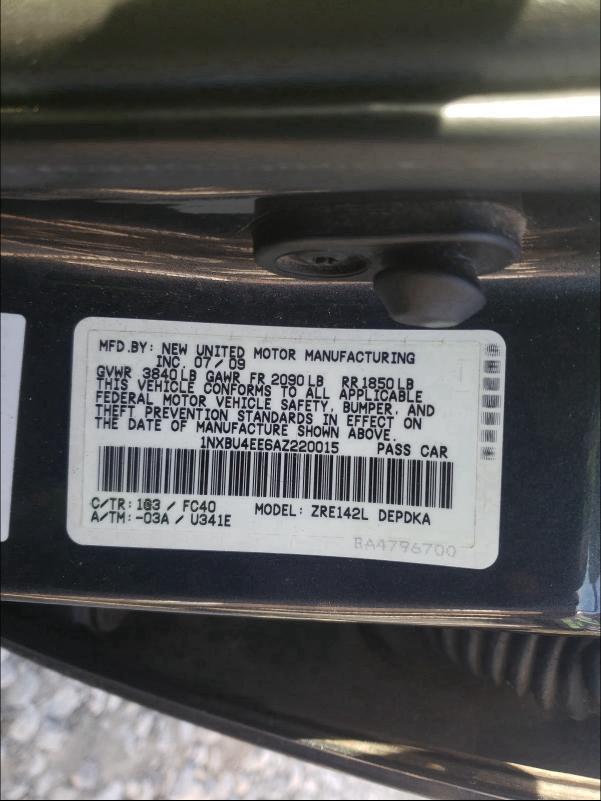 MFD.BY: NEW UNITED MOTOR MANUFACTURING
INC. 07/09
GVWR 3840LB GAWR FR 2090LB RR1850LB
THIS VEHICLE CONFORMS TO ALL APPLICABLE
FEDERAL MOTOR VEHICLE SAFETY, BUMPER, AND
THEFT PREVENTION STANDARDS IN EFFECT ON
THE DATE OF MANUFACTURE SHOWN ABOVE.
1NXBU4EE6AZ220015 PASS CAR
C/TR: 1G3 / FC40 MODEL: ZRE142L DEPDKA
A/TM: -03A / U341E
BA4796700